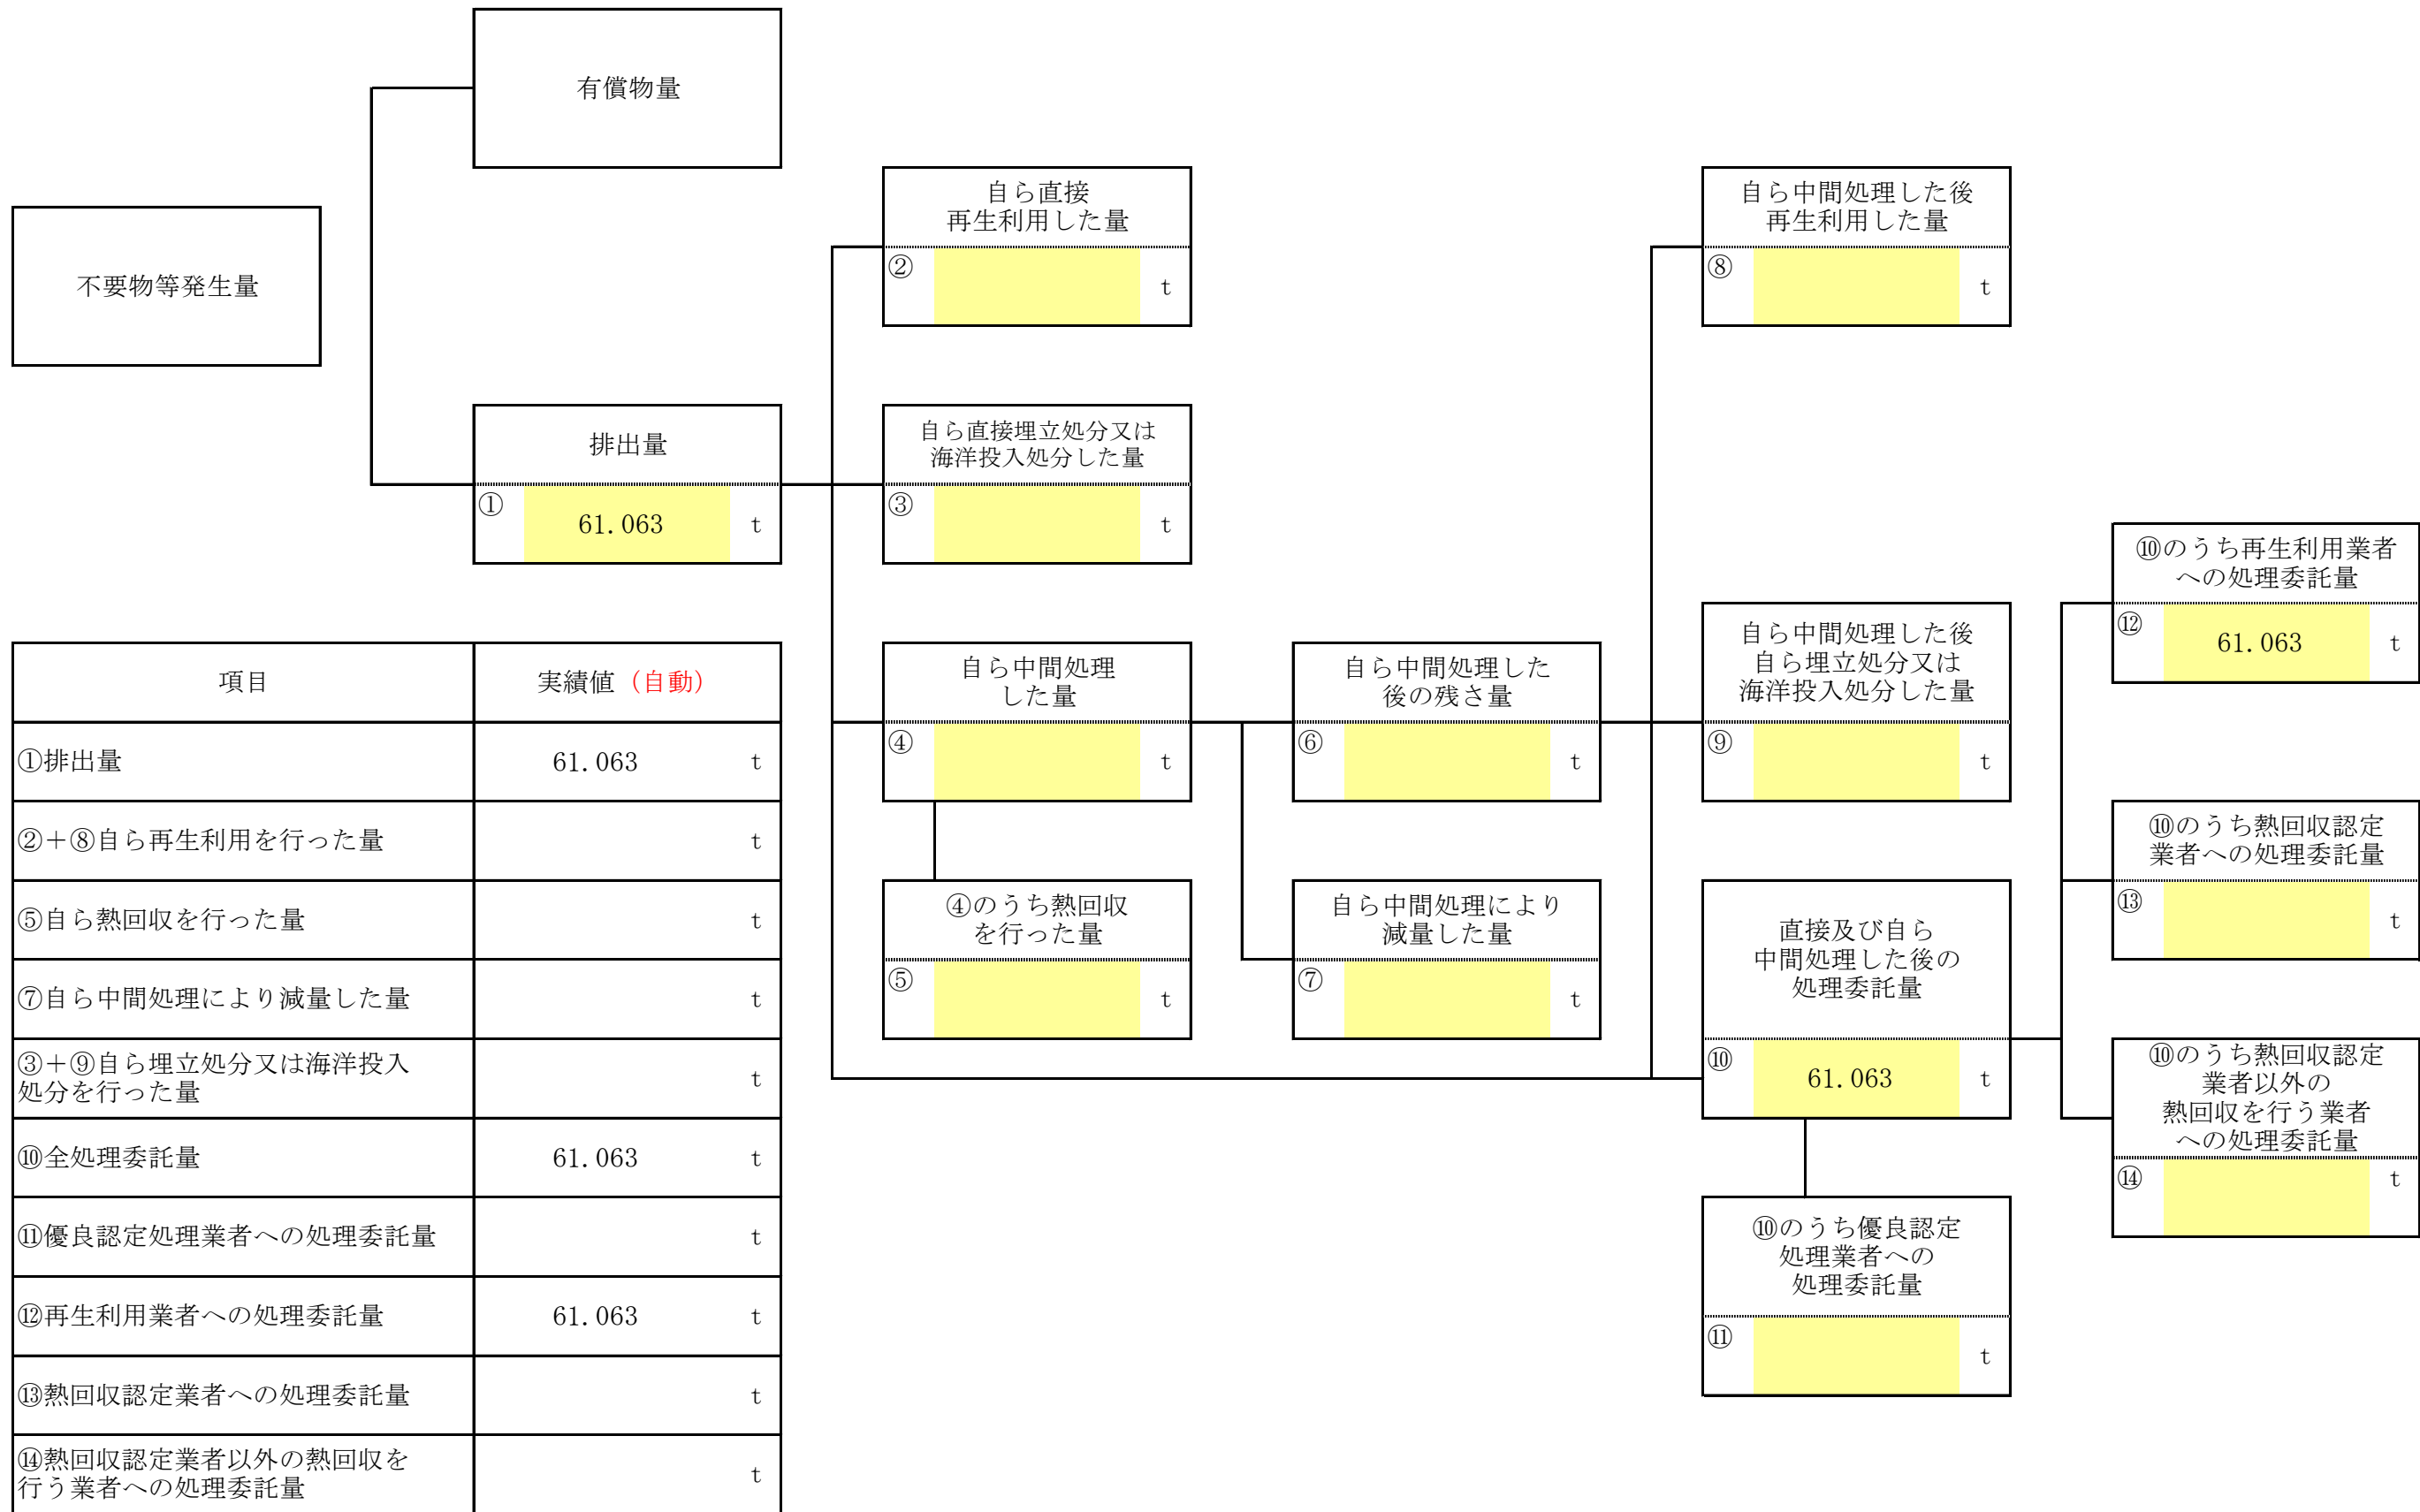 有償物量
不要物等発生量
自ら直接
再生利用した量
②
t
自ら中間処理した後
再生利用した量
⑧
t
排出量
①
61.063
t
自ら直接埋立処分又は
海洋投入処分した量
③
t
⑩のうち再生利用業者
への処理委託量
⑫
61.063
t
自ら中間処理
した量
④
t
自ら中間処理した
後の残さ量
⑥
t
自ら中間処理した後
自ら埋立処分又は
海洋投入処分した量
⑨
t
⑩のうち熱回収認定
業者への処理委託量
⑬
t
④のうち熱回収
を行った量
⑤
t
自ら中間処理により
減量した量
⑦
t
直接及び自ら
中間処理した後の
処理委託量
⑩
61.063
t
⑩のうち熱回収認定
業者以外の
熱回収を行う業者
への処理委託量
⑭
t
⑩のうち優良認定
処理業者への
処理委託量
⑪
t
項目 実績値（自動）
①排出量 61.063 t
②＋⑧自ら再生利用を行った量 t
⑤自ら熱回収を行った量 t
⑦自ら中間処理により減量した量 t
③＋⑨自ら埋立処分又は海洋投入
処分を行った量 t
⑩全処理委託量 61.063 t
⑪優良認定処理業者への処理委託量 t
⑫再生利用業者への処理委託量 61.063 t
⑬熱回収認定業者への処理委託量 t
⑭熱回収認定業者以外の熱回収を
行う業者への処理委託量 t